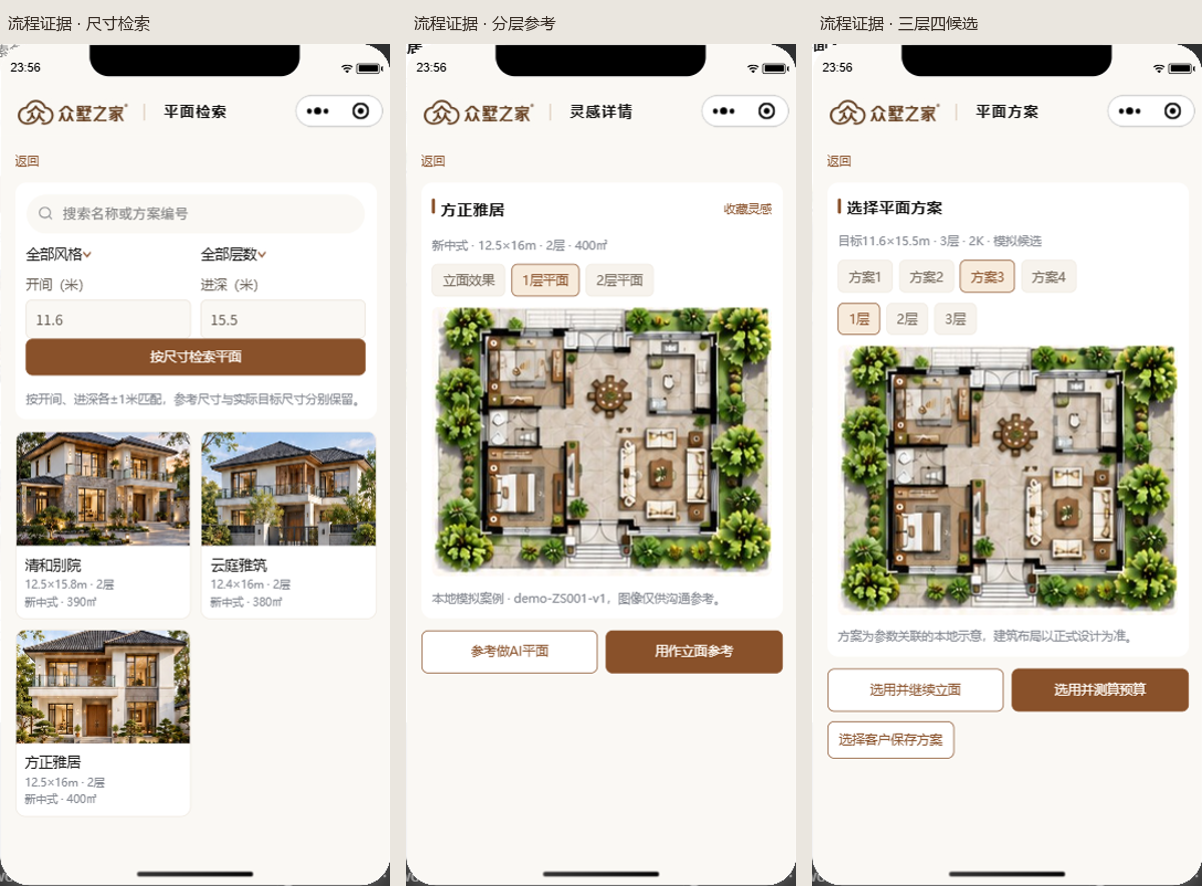 流程证据 · 尺寸检索
23:56
众墅之家
平面检索
返回
搜索名称或方案编号
全部风格
全部层数
开间（米）
进深（米）
11.6
15.5
按尺寸检索平面
按开间、进深各±1米匹配，参考尺寸与实际目标尺寸分别保留。
清和别院
12.5×15.8m · 2层
新中式 · 390㎡
云庭雅筑
12.4×16m · 2层
新中式 · 380㎡
方正雅居
12.5×16m · 2层
新中式 · 400㎡
流程证据 · 分层参考
23:56
众墅之家
灵感详情
返回
方正雅居
收藏灵感
新中式 · 12.5×16m · 2层 · 400㎡
立面效果
1层平面
2层平面
本地模拟案例 · demo-ZS001-v1，图像仅供沟通参考。
参考做AI平面
用作立面参考
流程证据 · 三层四候选
23:56
众墅之家
平面方案
返回
选择平面方案
目标11.6×15.5m · 3层 · 2K · 模拟候选
方案1
方案2
方案3
方案4
1层
2层
3层
方案为参数关联的本地示意，建筑布局以正式设计为准。
选用并继续立面
选用并测算预算
选择客户保存方案